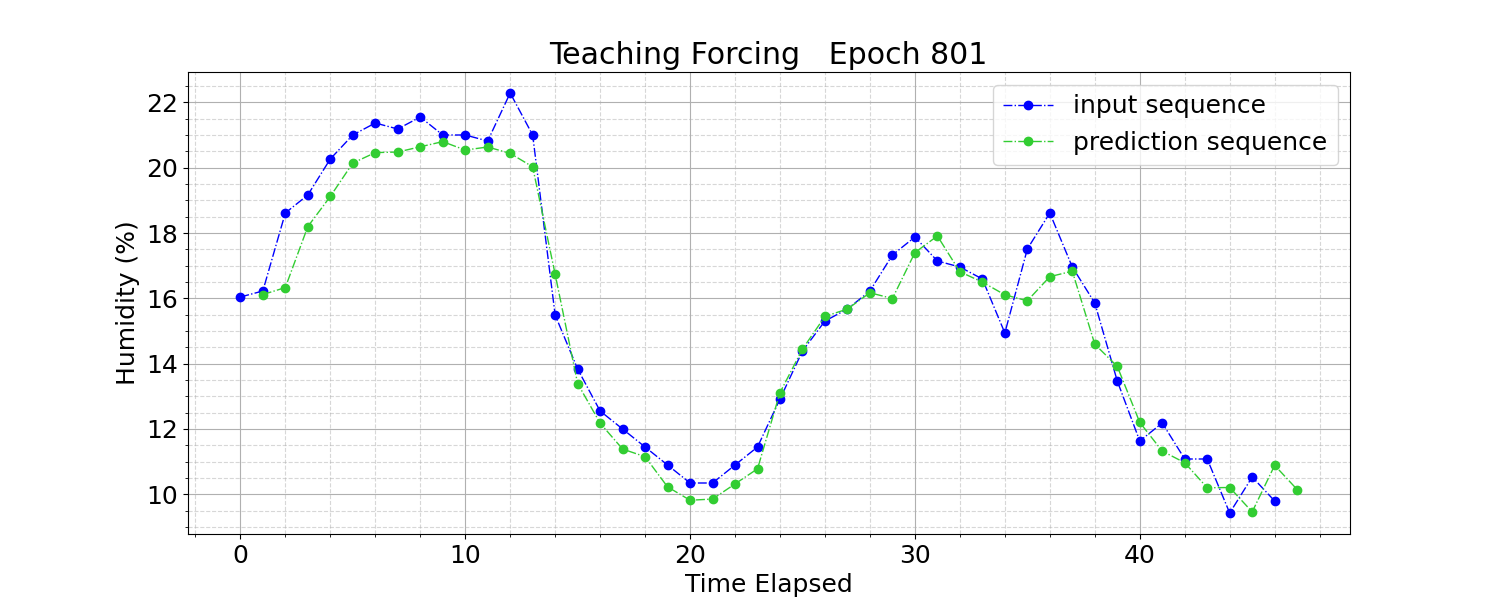 Teaching Forcing   Epoch 801
input sequence
prediction sequence
Humidity (%)
22
20
18
16
14
12
10
0 10 20 30 40
Time Elapsed